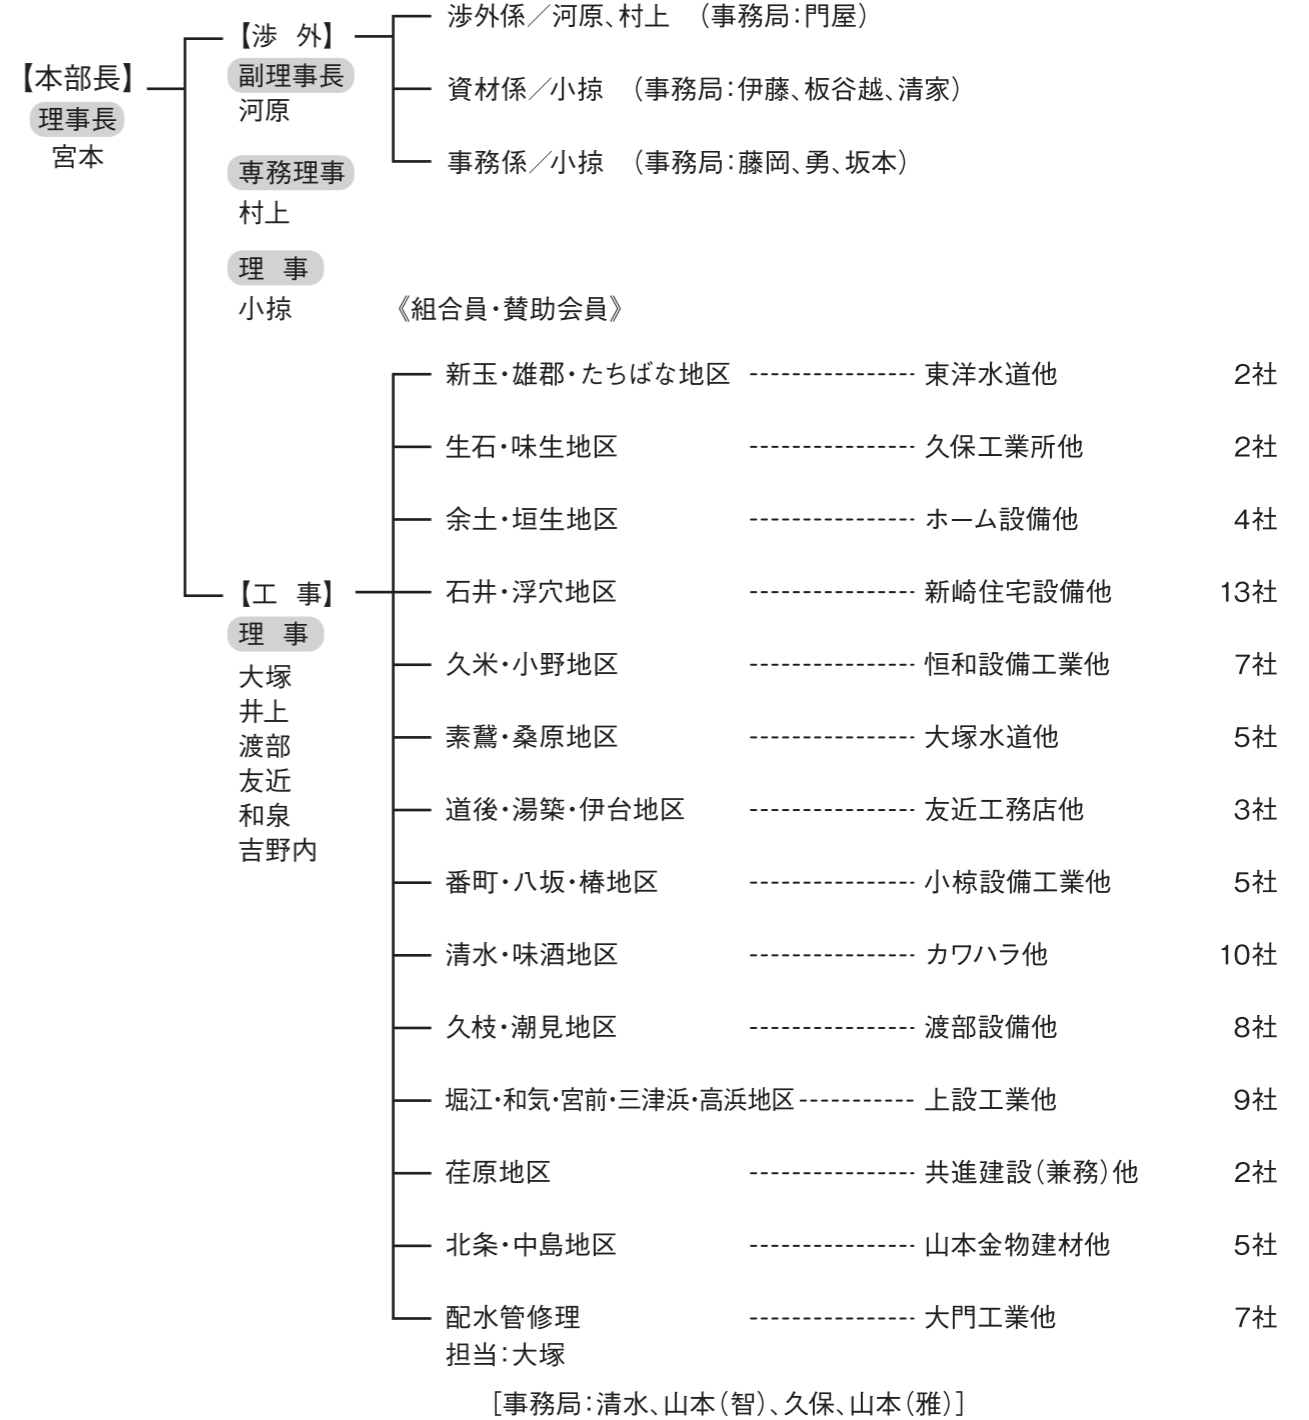 【本部長】
理事長
宮本
【渉 外】
副理事長
河原
専務理事
村上
理 事
小掠
渉外係／河原、村上 （事務局：門屋）
資材係／小掠 （事務局：伊藤、板谷越、清家）
事務係／小掠 （事務局：藤岡、勇、坂本）
《組合員・賛助会員》
【工 事】
理 事
大塚
井上
渡部
友近
和泉
吉野内
新玉・雄郡・たちばな地区 ---------------- 東洋水道他 2社
生石・味生地区 ---------------- 久保工業所他 2社
余土・垣生地区 ---------------- ホーム設備他 4社
石井・浮穴地区 ---------------- 新崎住宅設備他 13社
久米・小野地区 ---------------- 恒和設備工業他 7社
素鵞・桑原地区 ---------------- 大塚水道他 5社
道後・湯築・伊台地区 ---------------- 友近工務店他 3社
番町・八坂・椿地区 ---------------- 小椋設備工業他 5社
清水・味酒地区 ---------------- カワハラ他 10社
久枝・潮見地区 ---------------- 渡部設備他 8社
堀江・和気・宮前・三津浜・高浜地区 ----------- 上設工業他 9社
荏原地区 ---------------- 共進建設（兼務）他 2社
北条・中島地区 ---------------- 山本金物建材他 5社
配水管修理 ---------------- 大門工業他 7社
担当：大塚
［事務局：清水、山本（智）、久保、山本（雅）］